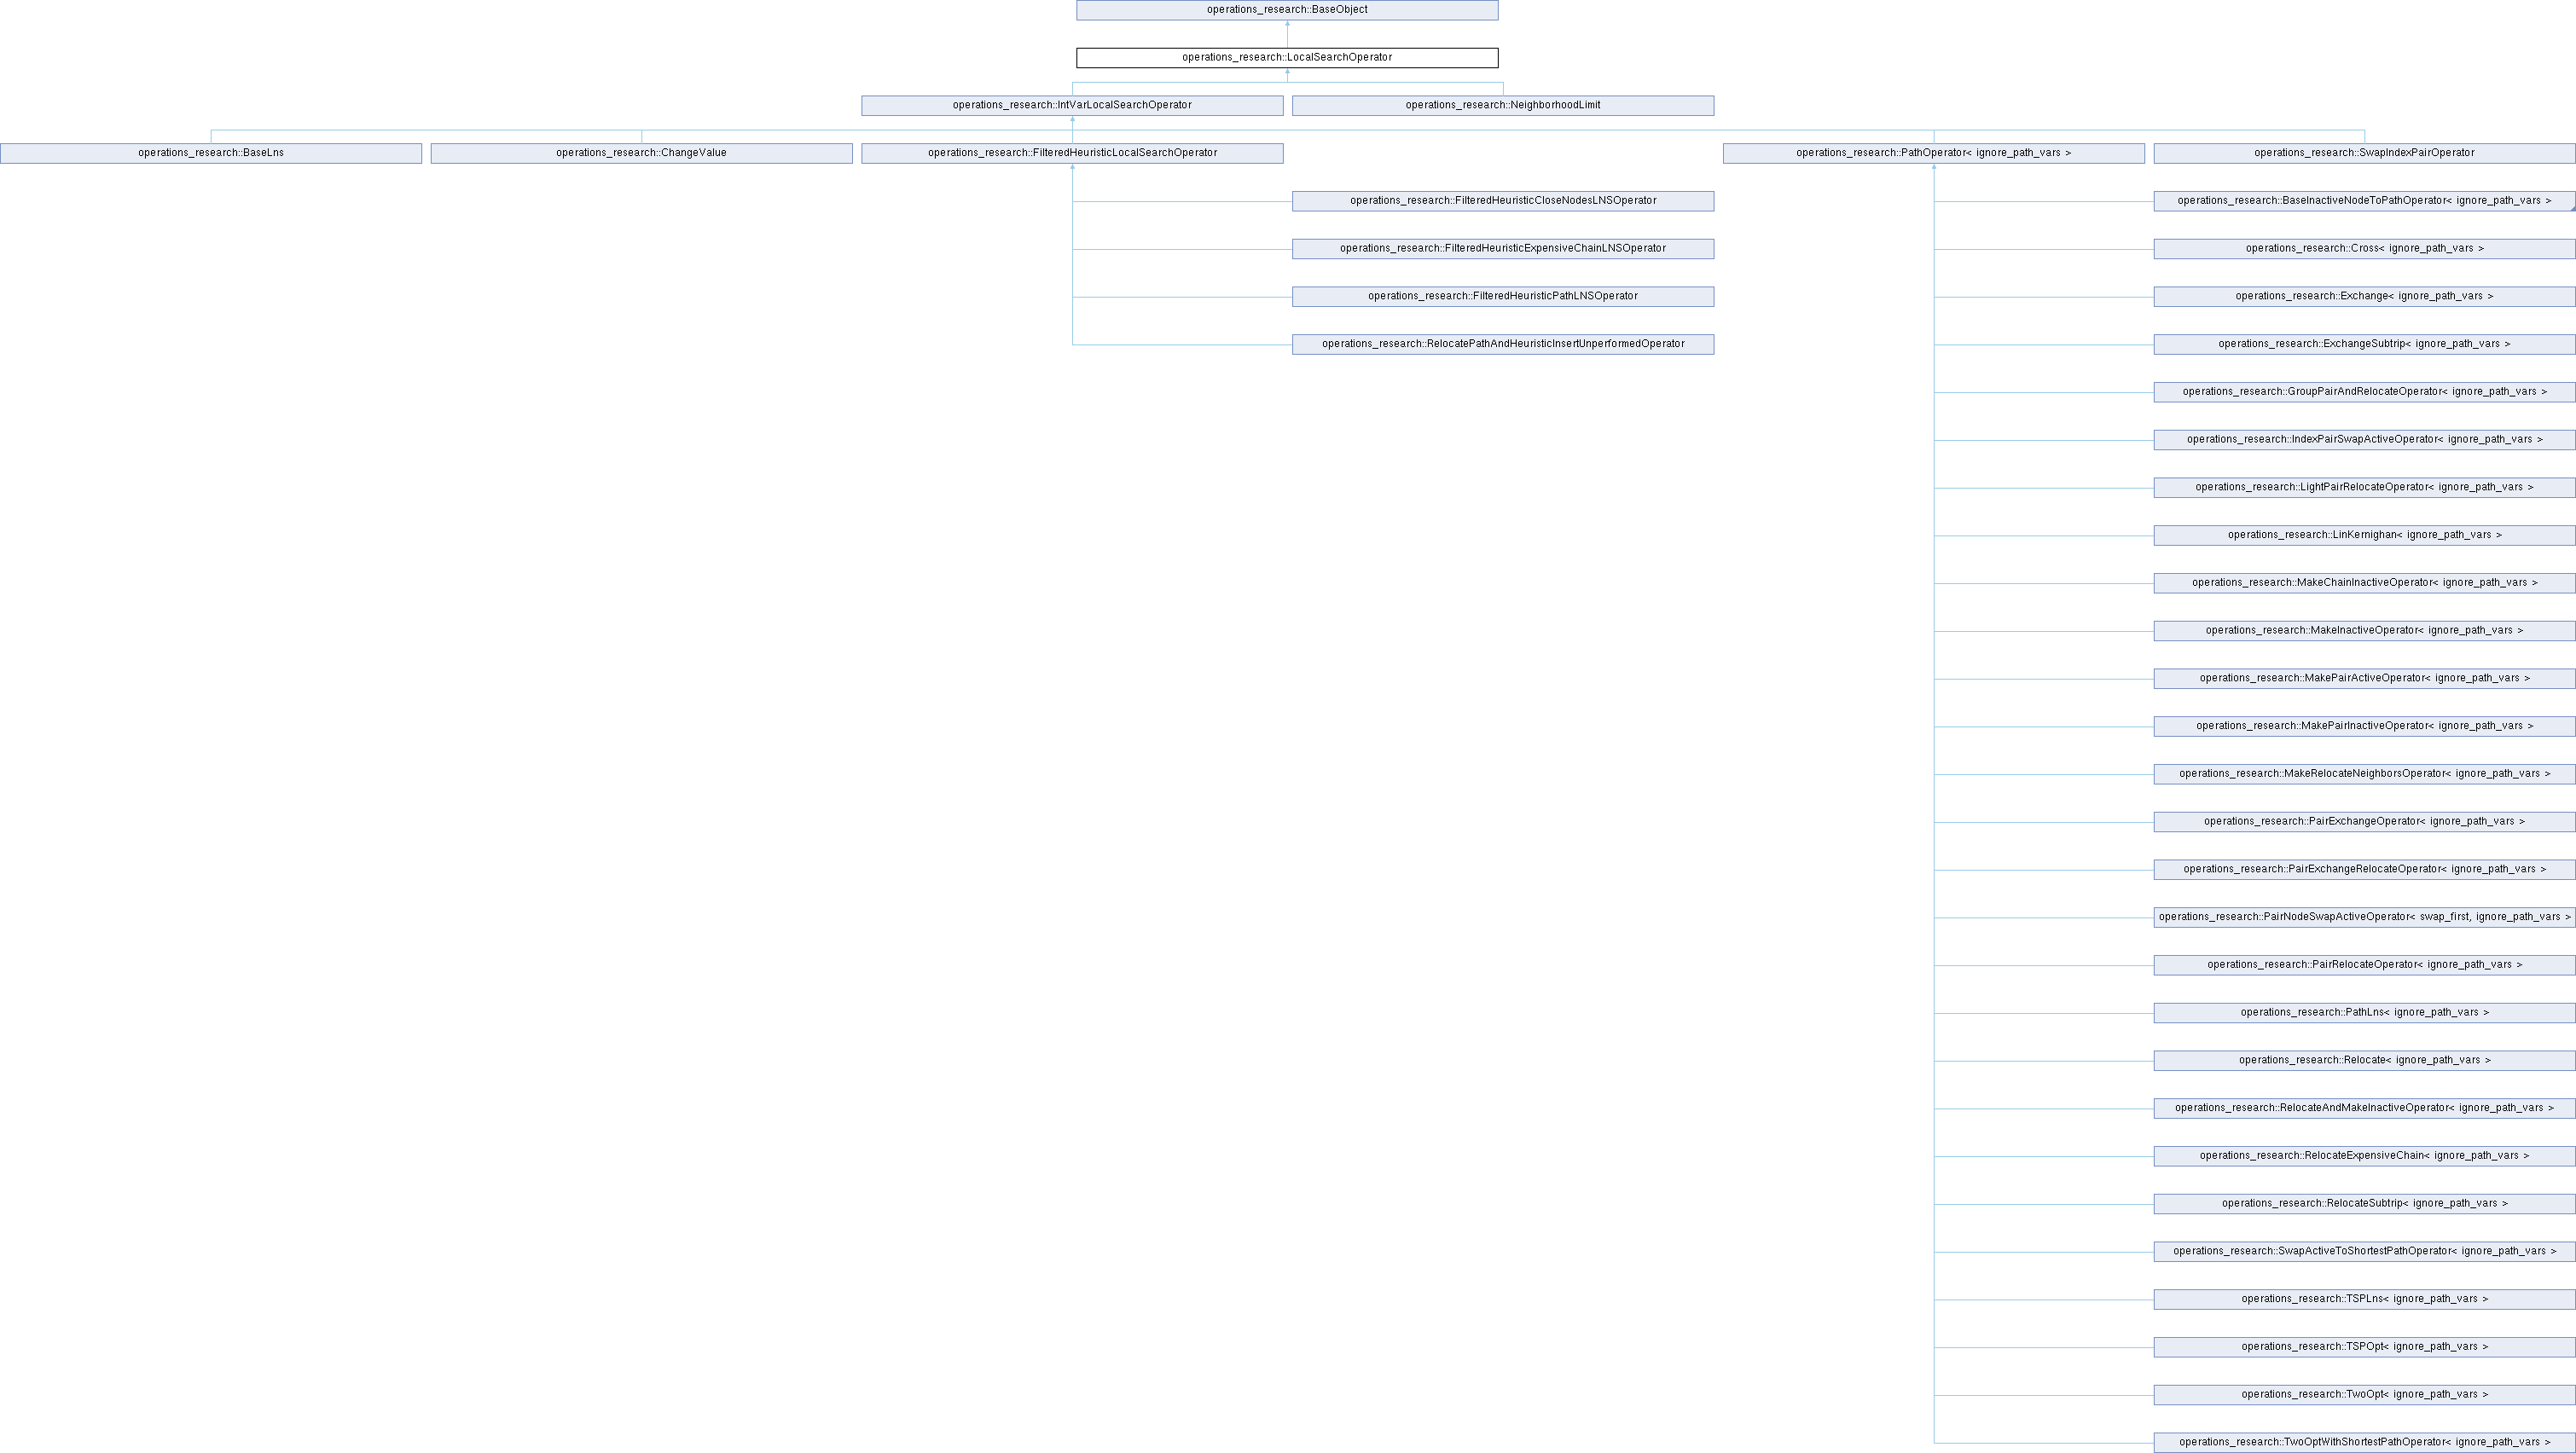 operations_research::BaseObject
operations_research::LocalSearchOperator
operations_research::IntVarLocalSearchOperator
operations_research::NeighborhoodLimit
operations_research::BaseLns
operations_research::ChangeValue
operations_research::FilteredHeuristicLocalSearchOperator
operations_research::PathOperator< ignore_path_vars >
operations_research::SwapIndexPairOperator
operations_research::FilteredHeuristicCloseNodesLNSOperator
operations_research::BaseInactiveNodeToPathOperator< ignore_path_vars >
operations_research::FilteredHeuristicExpensiveChainLNSOperator
operations_research::Cross< ignore_path_vars >
operations_research::FilteredHeuristicPathLNSOperator
operations_research::Exchange< ignore_path_vars >
operations_research::RelocatePathAndHeuristicInsertUnperformedOperator
operations_research::ExchangeSubtrip< ignore_path_vars >
operations_research::GroupPairAndRelocateOperator< ignore_path_vars >
operations_research::IndexPairSwapActiveOperator< ignore_path_vars >
operations_research::LightPairRelocateOperator< ignore_path_vars >
operations_research::LinKernighan< ignore_path_vars >
operations_research::MakeChainInactiveOperator< ignore_path_vars >
operations_research::MakeInactiveOperator< ignore_path_vars >
operations_research::MakePairActiveOperator< ignore_path_vars >
operations_research::MakePairInactiveOperator< ignore_path_vars >
operations_research::MakeRelocateNeighborsOperator< ignore_path_vars >
operations_research::PairExchangeOperator< ignore_path_vars >
operations_research::PairExchangeRelocateOperator< ignore_path_vars >
operations_research::PairNodeSwapActiveOperator< swap_first, ignore_path_vars >
operations_research::PairRelocateOperator< ignore_path_vars >
operations_research::PathLns< ignore_path_vars >
operations_research::Relocate< ignore_path_vars >
operations_research::RelocateAndMakeInactiveOperator< ignore_path_vars >
operations_research::RelocateExpensiveChain< ignore_path_vars >
operations_research::RelocateSubtrip< ignore_path_vars >
operations_research::SwapActiveToShortestPathOperator< ignore_path_vars >
operations_research::TSPLns< ignore_path_vars >
operations_research::TSPOpt< ignore_path_vars >
operations_research::TwoOpt< ignore_path_vars >
operations_research::TwoOptWithShortestPathOperator< ignore_path_vars >